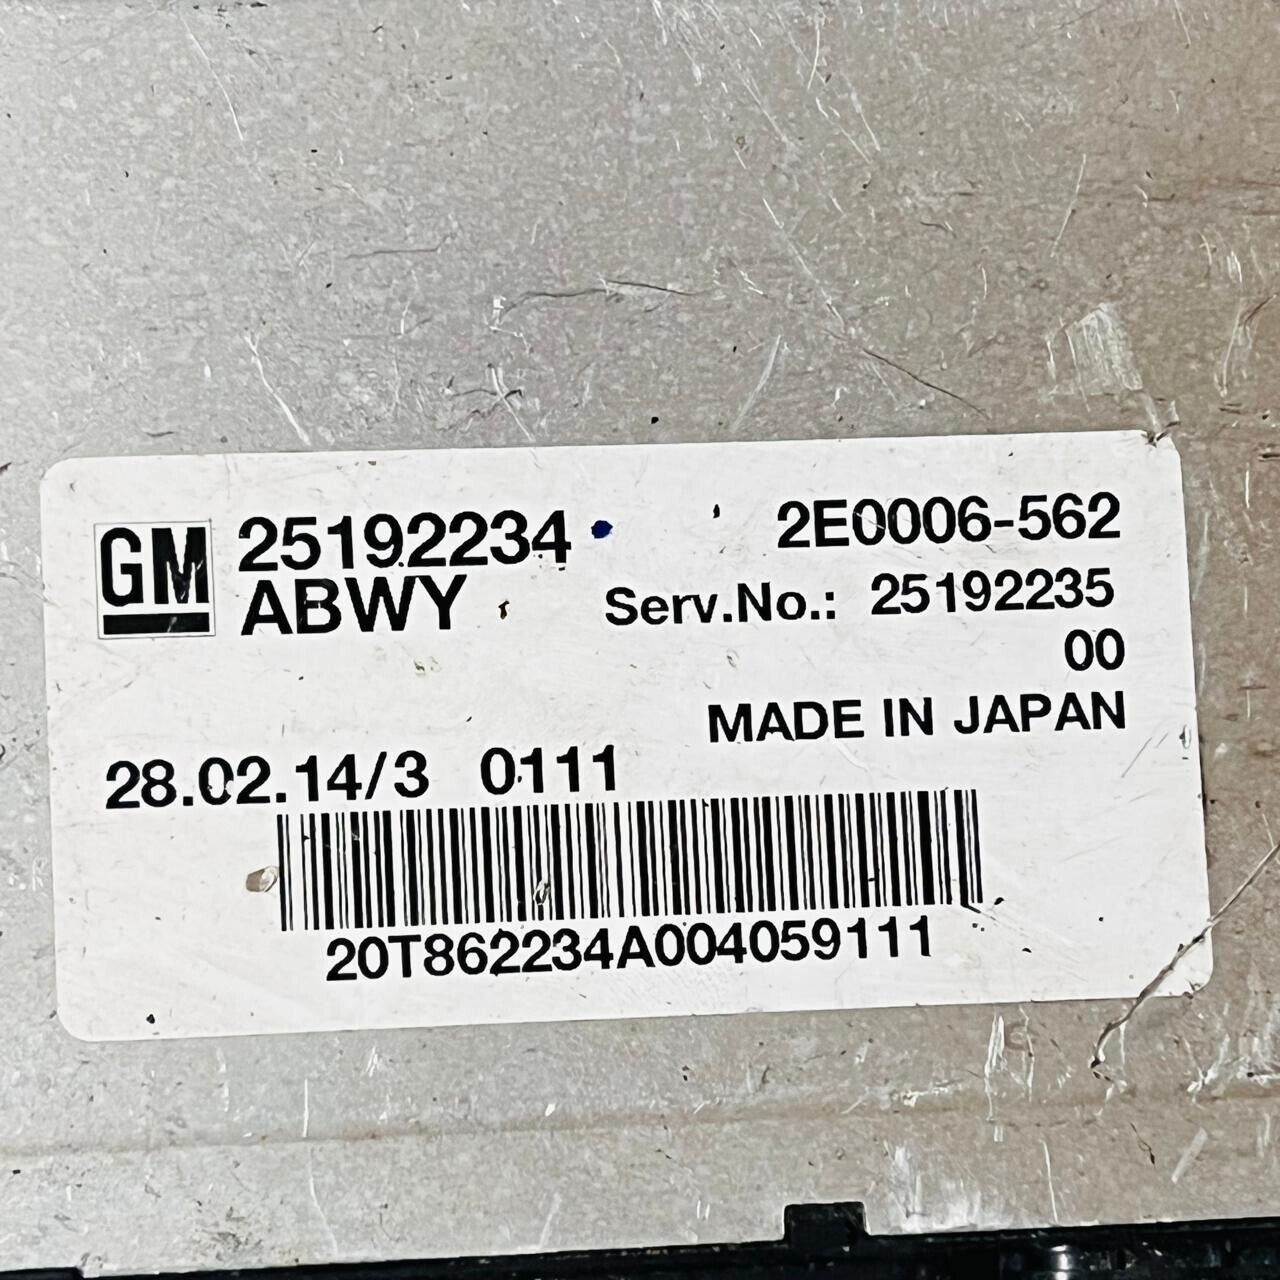 GM 25192234 2E0006-562
ABWY Serv.No.: 25192235
00
MADE IN JAPAN
28.02.14/3 0111
20T862234A004059111